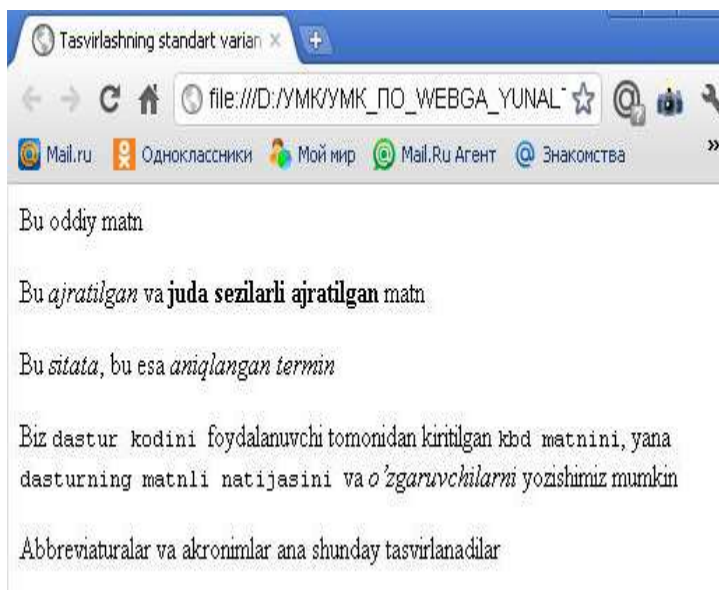 Tasvirlashning standart varian
file:///D:/УМК/УМК_ПО_WEBGA_YUNAL
Mail.ru Одноклассники Мой мир Mail.Ru Агент Знакомства »
Bu oddiy matn
Bu ajratilgan va juda sezilarli ajratilgan matn
Bu sitata, bu esa aniqlangan termin
Biz dastur kodini foydalanuvchi tomonidan kiritilgan kbd matnini, yana
dasturning matnli natijasini va o’zgaruvchilarni yozishimiz mumkin
Abbreviaturalar va akronimlar ana shunday tasvirlanadilar